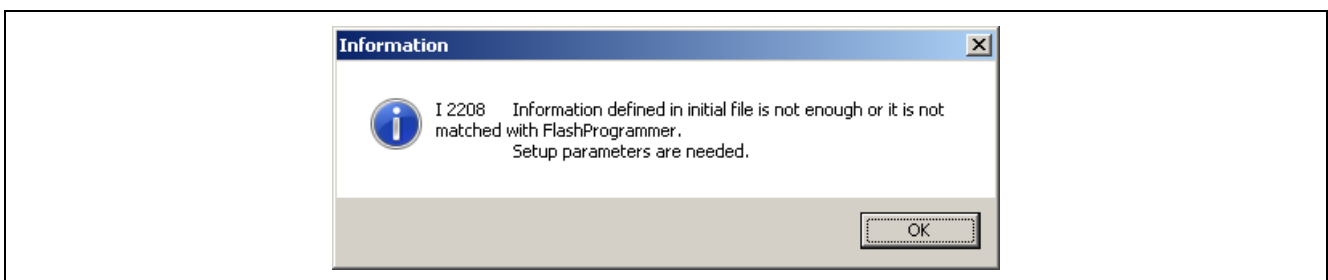 Information
I 2208 Information defined in initial file is not enough or it is not
matched with FlashProgrammer.
Setup parameters are needed.
OK